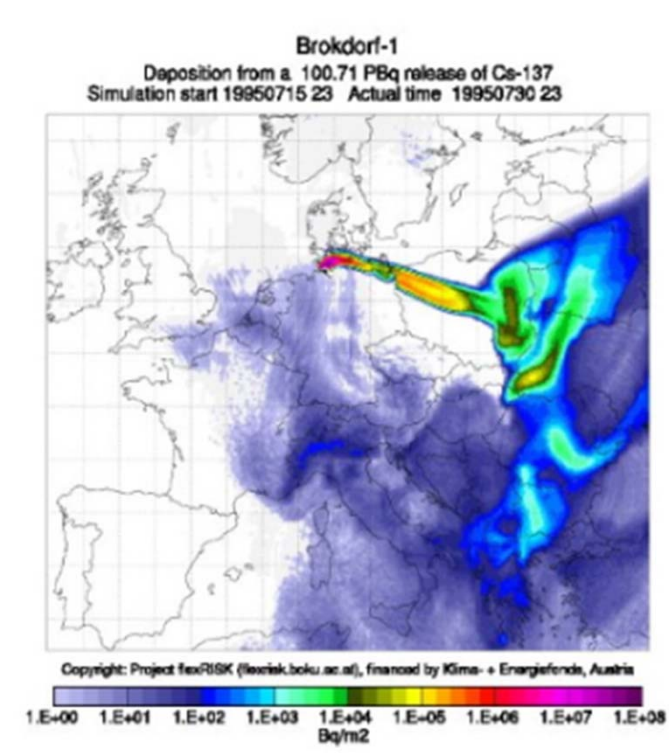 Brokdorf-1
Deposition from a 100.71 PBq release of Cs-137
Simulation start 19950715 23 Actual time 19950730 23
Copyright: Project flexRISK (flexrisk.boku.ac.at), financed by Klima- + Energiefonds, Austria
1.E+00 1.E+01 1.E+02 1.E+03 1.E+04 1.E+05 1.E+06 1.E+07 1.E+08
Bq/m2